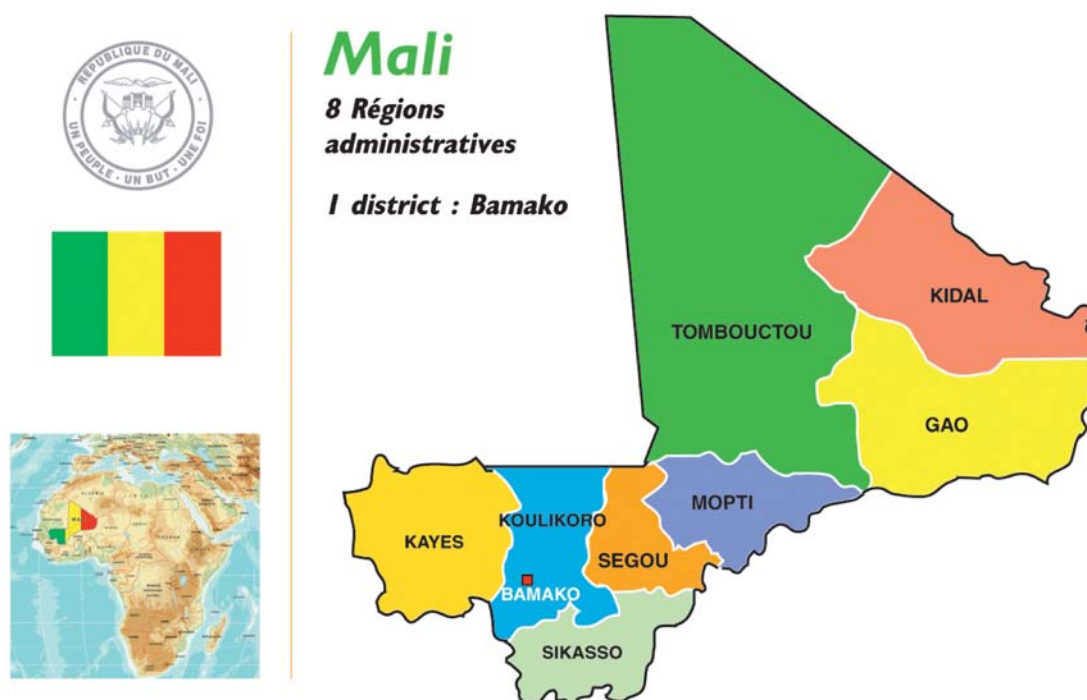 RÉPUBLIQUE DU MALI
UN PEUPLE - UN BUT - UNE FOI
Mali
8 Régions
administratives
1 district : Bamako
KIDAL
TOMBOUCTOU
GAO
MOPTI
KOULIKORO
KAYES
SEGOU
BAMAKO
SIKASSO